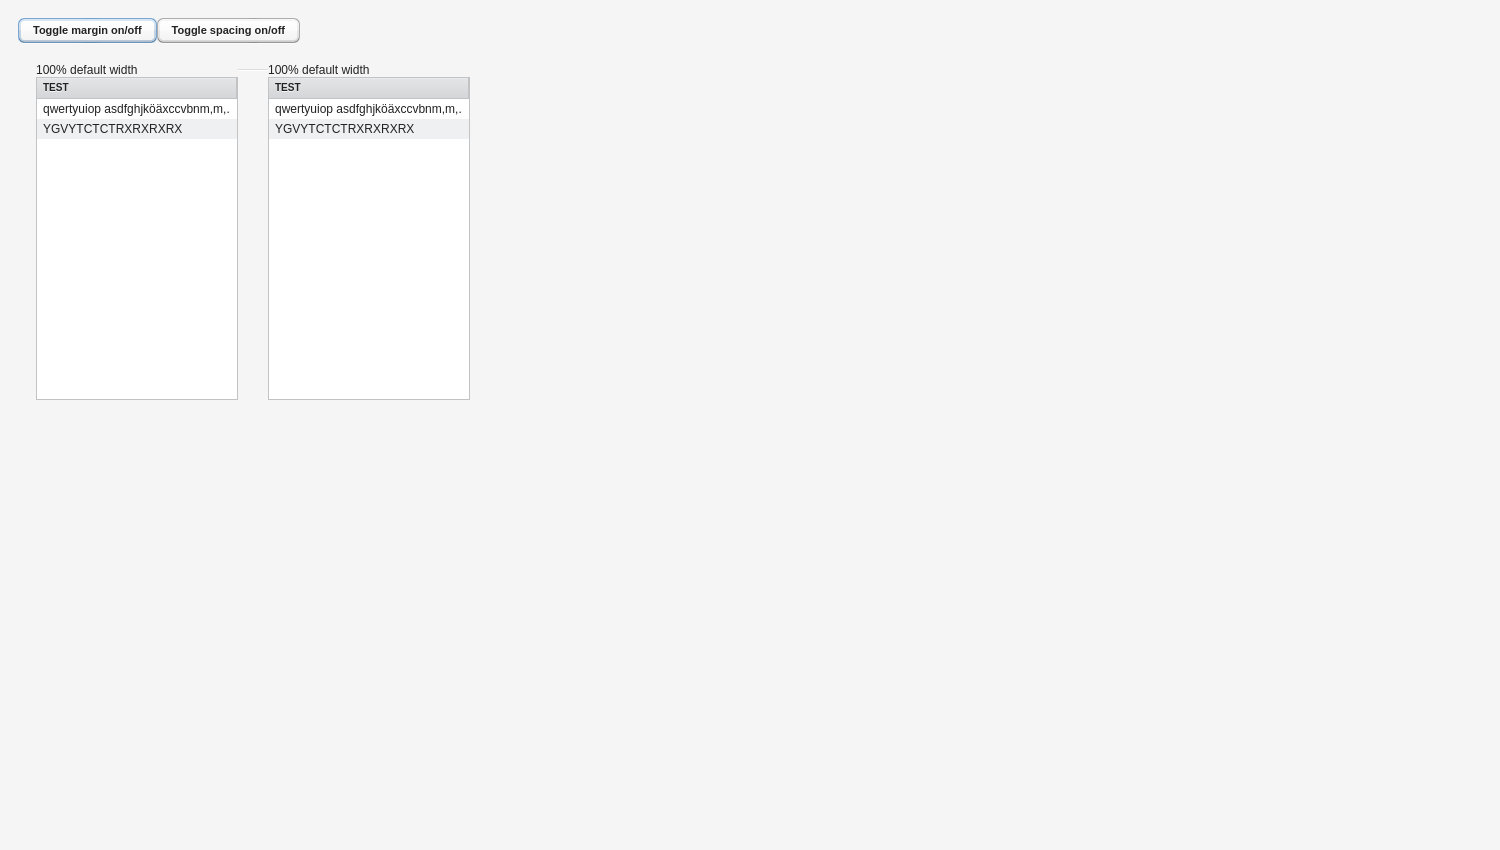 Toggle margin on/off Toggle spacing on/off
100% default width 100% default width
TEST TEST
qwertyuiop asdfghjköäxccvbnm,m,. qwertyuiop asdfghjköäxccvbnm,m,.
YGVYTCTCTRXRXRXRX YGVYTCTCTRXRXRXRX